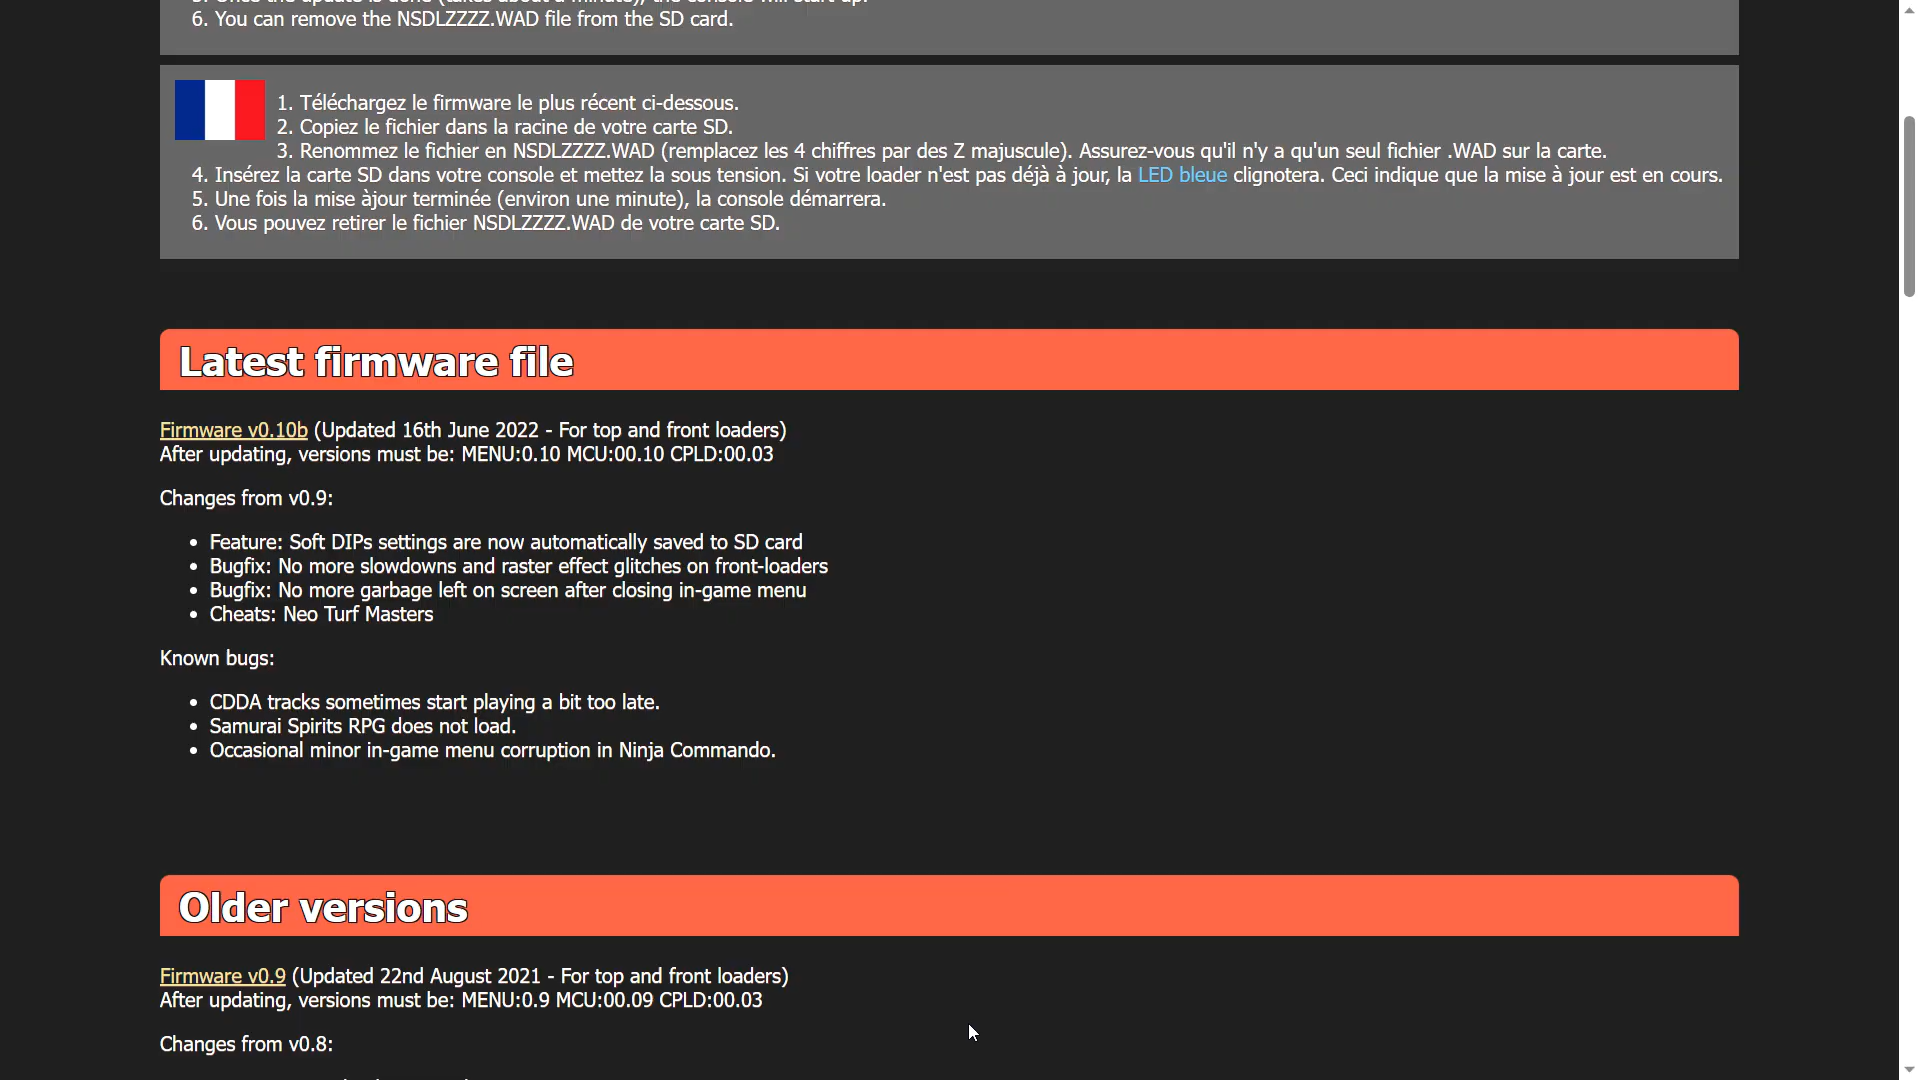 6. You can remove the NSDLZZZZ.WAD file from the SD card.
1. Téléchargez le firmware le plus récent ci-dessous.
2. Copiez le fichier dans la racine de votre carte SD.
3. Renommez le fichier en NSDLZZZZ.WAD (remplacez les 4 chiffres par des Z majuscule). Assurez-vous qu'il n'y a qu'un seul fichier .WAD sur la carte.
4. Insérez la carte SD dans votre console et mettez la sous tension. Si votre loader n'est pas déjà à jour, la LED bleue clignotera. Ceci indique que la mise à jour est en cours.
5. Une fois la mise àjour terminée (environ une minute), la console démarrera.
6. Vous pouvez retirer le fichier NSDLZZZZ.WAD de votre carte SD.
Latest firmware file
Firmware v0.10b (Updated 16th June 2022 - For top and front loaders)
After updating, versions must be: MENU:0.10 MCU:00.10 CPLD:00.03
Changes from v0.9:
• Feature: Soft DIPs settings are now automatically saved to SD card
• Bugfix: No more slowdowns and raster effect glitches on front-loaders
• Bugfix: No more garbage left on screen after closing in-game menu
• Cheats: Neo Turf Masters
Known bugs:
• CDDA tracks sometimes start playing a bit too late.
• Samurai Spirits RPG does not load.
• Occasional minor in-game menu corruption in Ninja Commando.
Older versions
Firmware v0.9 (Updated 22nd August 2021 - For top and front loaders)
After updating, versions must be: MENU:0.9 MCU:00.09 CPLD:00.03
Changes from v0.8: